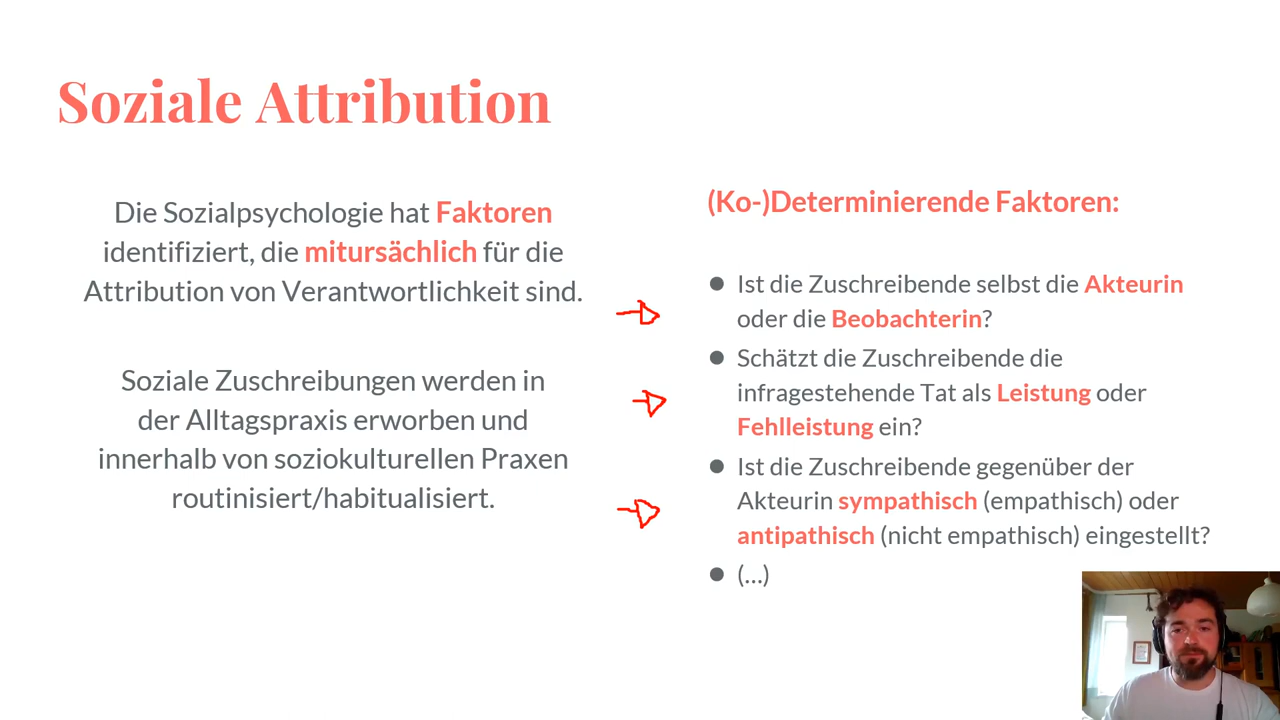 Soziale Attribution
Die Sozialpsychologie hat Faktoren
identifiziert, die mitursächlich für die
Attribution von Verantwortlichkeit sind.
Soziale Zuschreibungen werden in
der Alltagspraxis erworben und
innerhalb von soziokulturellen Praxen
routinisiert/habitualisiert.
(Ko-)Determinierende Faktoren:
● Ist die Zuschreibende selbst die Akteurin
oder die Beobachterin?
● Schätzt die Zuschreibende die
infragestehende Tat als Leistung oder
Fehlleistung ein?
● Ist die Zuschreibende gegenüber der
Akteurin sympathisch (empathisch) oder
antipathisch (nicht empathisch) eingestellt?
● (...)